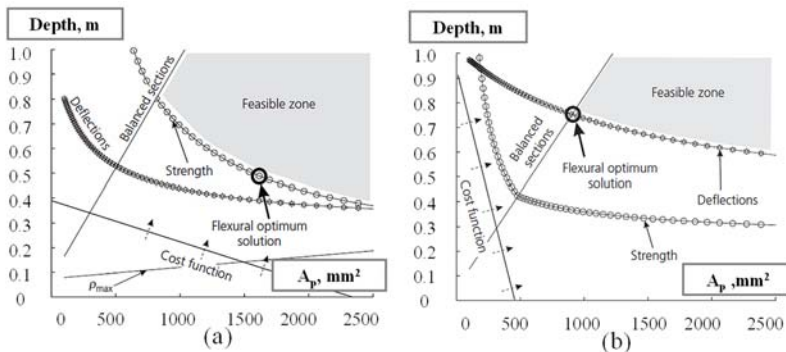 Depth, m
1.0
0.9
0.8
0.7
0.6
0.5
0.4
0.3
0.2
0.1
0
Deflections
Balanced sections
Feasible zone
Strength
Flexural optimum
solution
Cost function
ρmax
Ap, mm2
0
500
1000
1500
2000
2500
(a)
Depth, m
1.0
0.9
0.8
0.7
0.6
0.5
0.4
0.3
0.2
0.1
0
Balanced
sections
Feasible zone
Flexural optimum
solution
Deflections
Cost function
Strength
Ap ,mm2
0
500
1000
1500
2000
2500
(b)